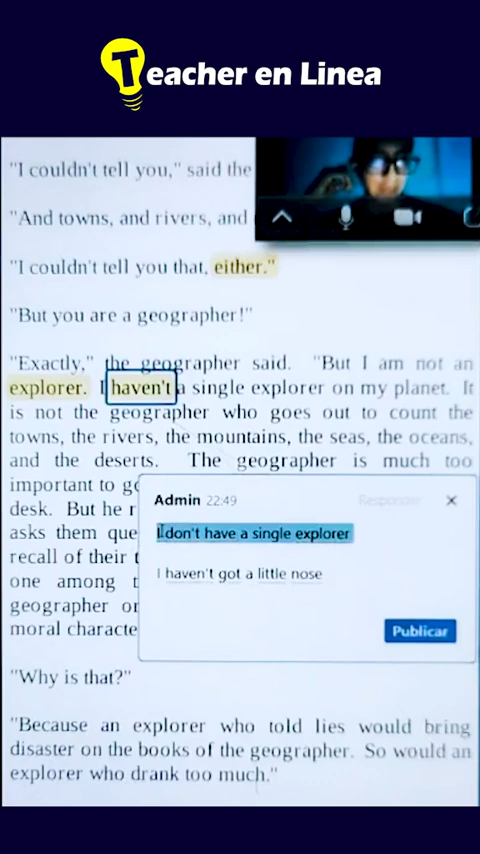 Teacher en Linea
"I couldn't tell you," said the
"And towns, and rivers, and
"I couldn't tell you that, either."
"But you are a geographer!"
"Exactly," the geographer said. "But I am not an
explorer. I haven't a single explorer on my planet. It
is not the geographer who goes out to count the
towns, the rivers, the mountains, the seas, the oceans,
and the deserts. The geographer is much too
important to go
desk. But he r
asks them que
recall of their t
one among t
geographer or
moral characte
Admin 22:49 Responder
I don't have a single explorer
I haven't got a little nose
Publicar
"Why is that?"
"Because an explorer who told lies would bring
disaster on the books of the geographer. So would an
explorer who drank too much."